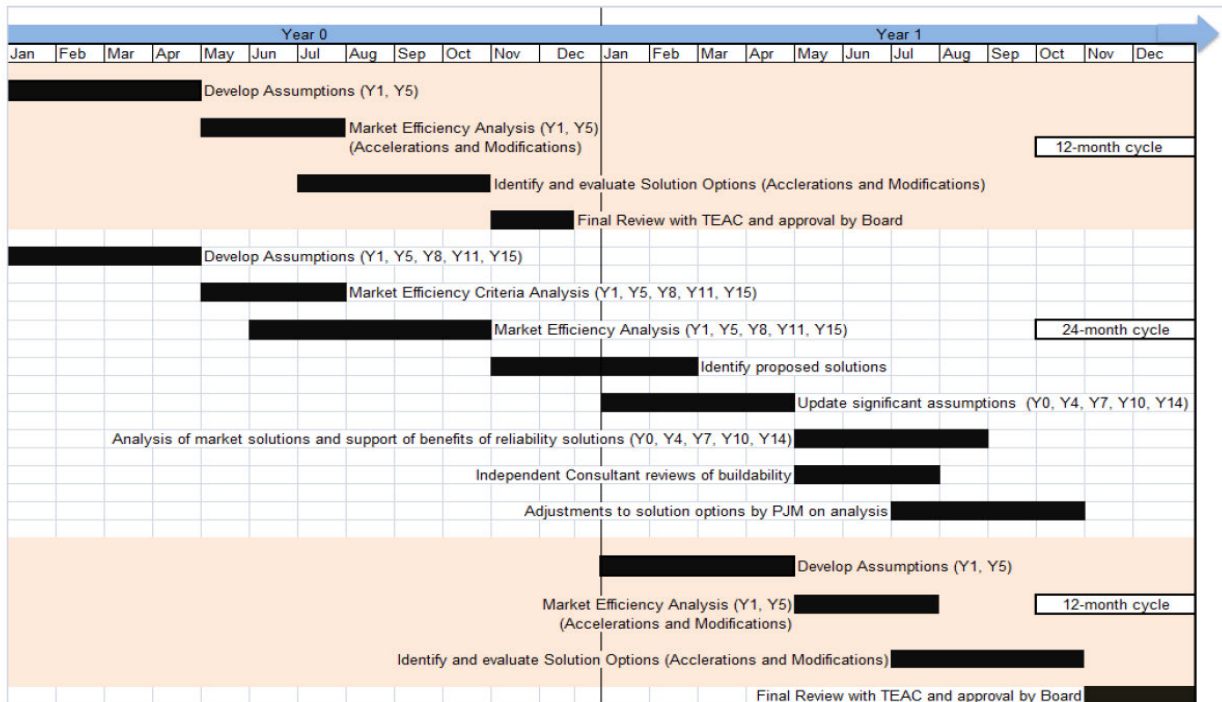 Year 0 Year 1
Jan Feb Mar Apr May Jun Jul Aug Sep Oct Nov Dec Jan Feb Mar Apr May Jun Jul Aug Sep Oct Nov Dec
Develop Assumptions (Y1, Y5)
Market Efficiency Analysis (Y1, Y5)
(Accelerations and Modifications)
12-month cycle
Identify and evaluate Solution Options (Acclerations and Modifications)
Final Review with TEAC and approval by Board
Develop Assumptions (Y1, Y5, Y8, Y11, Y15)
Market Efficiency Criteria Analysis (Y1, Y5, Y8, Y11, Y15)
Market Efficiency Analysis (Y1, Y5, Y8, Y11, Y15)
24-month cycle
Identify proposed solutions
Update significant assumptions (Y0, Y4, Y7, Y10, Y14)
Analysis of market solutions and support of benefits of reliability solutions (Y0, Y4, Y7, Y10, Y14)
Independent Consultant reviews of buildability
Adjustments to solution options by PJM on analysis
Develop Assumptions (Y1, Y5)
Market Efficiency Analysis (Y1, Y5)
(Accelerations and Modifications)
12-month cycle
Identify and evaluate Solution Options (Acclerations and Modifications)
Final Review with TEAC and approval by Board